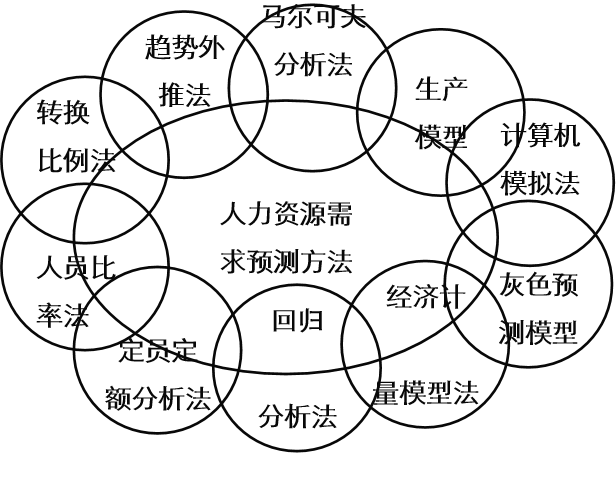 马尔可夫
分析法
趋势外
推法
生产
模型
转换
比例法
计算机
模拟法
人力资源需
求预测方法
人员比
率法
灰色预
测模型
经济计
量模型法
回归
分析法
定员定
额分析法